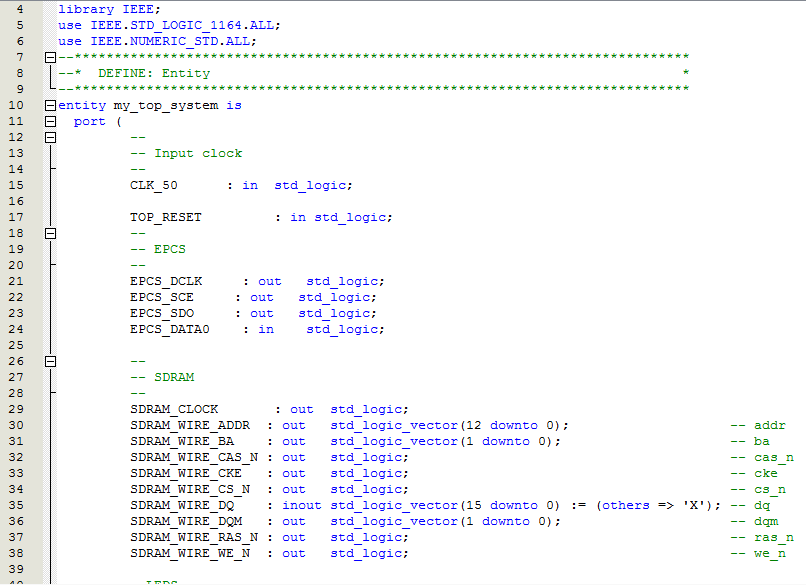 4 library IEEE;
5 use IEEE.STD_LOGIC_1164.ALL;
6 use IEEE.NUMERIC_STD.ALL;
7 --*****************************************************************************
8 --*  DEFINE: Entity                                                           *
9 --*****************************************************************************
10 entity my_top_system is
11   port (
12          --
13          -- Input clock
14          --
15          CLK_50      : in  std_logic;
16
17          TOP_RESET         : in std_logic;
18          --
19          -- EPCS
20          --
21          EPCS_DCLK     : out   std_logic;
22          EPCS_SCE     : out   std_logic;
23          EPCS_SDO     : out   std_logic;
24          EPCS_DATA0    : in    std_logic;
25
26          --
27          -- SDRAM
28          --
29          SDRAM_CLOCK       : out  std_logic;
30          SDRAM_WIRE_ADDR  : out   std_logic_vector(12 downto 0);                    -- addr
31          SDRAM_WIRE_BA    : out   std_logic_vector(1 downto 0);                     -- ba
32          SDRAM_WIRE_CAS_N : out   std_logic;                                        -- cas_n
33          SDRAM_WIRE_CKE   : out   std_logic;                                        -- cke
34          SDRAM_WIRE_CS_N  : out   std_logic;                                        -- cs_n
35          SDRAM_WIRE_DQ    : inout std_logic_vector(15 downto 0) := (others => 'X'); -- dq
36          SDRAM_WIRE_DQM   : out   std_logic_vector(1 downto 0);                     -- dqm
37          SDRAM_WIRE_RAS_N : out   std_logic;                                        -- ras_n
38          SDRAM_WIRE_WE_N  : out   std_logic;                                        -- we_n
39